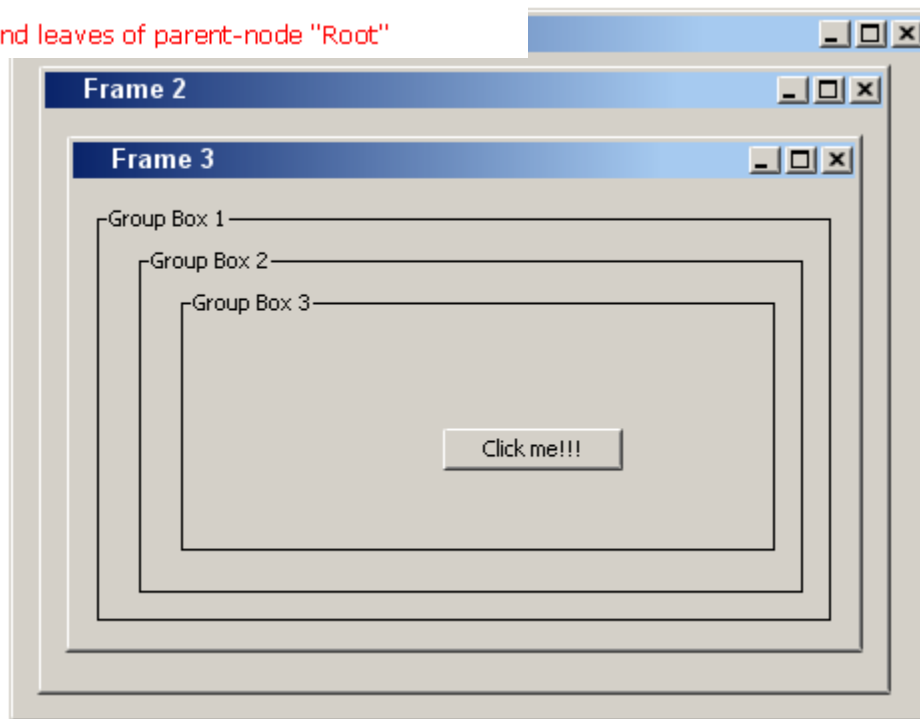 nd leaves of parent-node "Root"
Frame 2
Frame 3
Group Box 1
Group Box 2
Group Box 3
Click me!!!